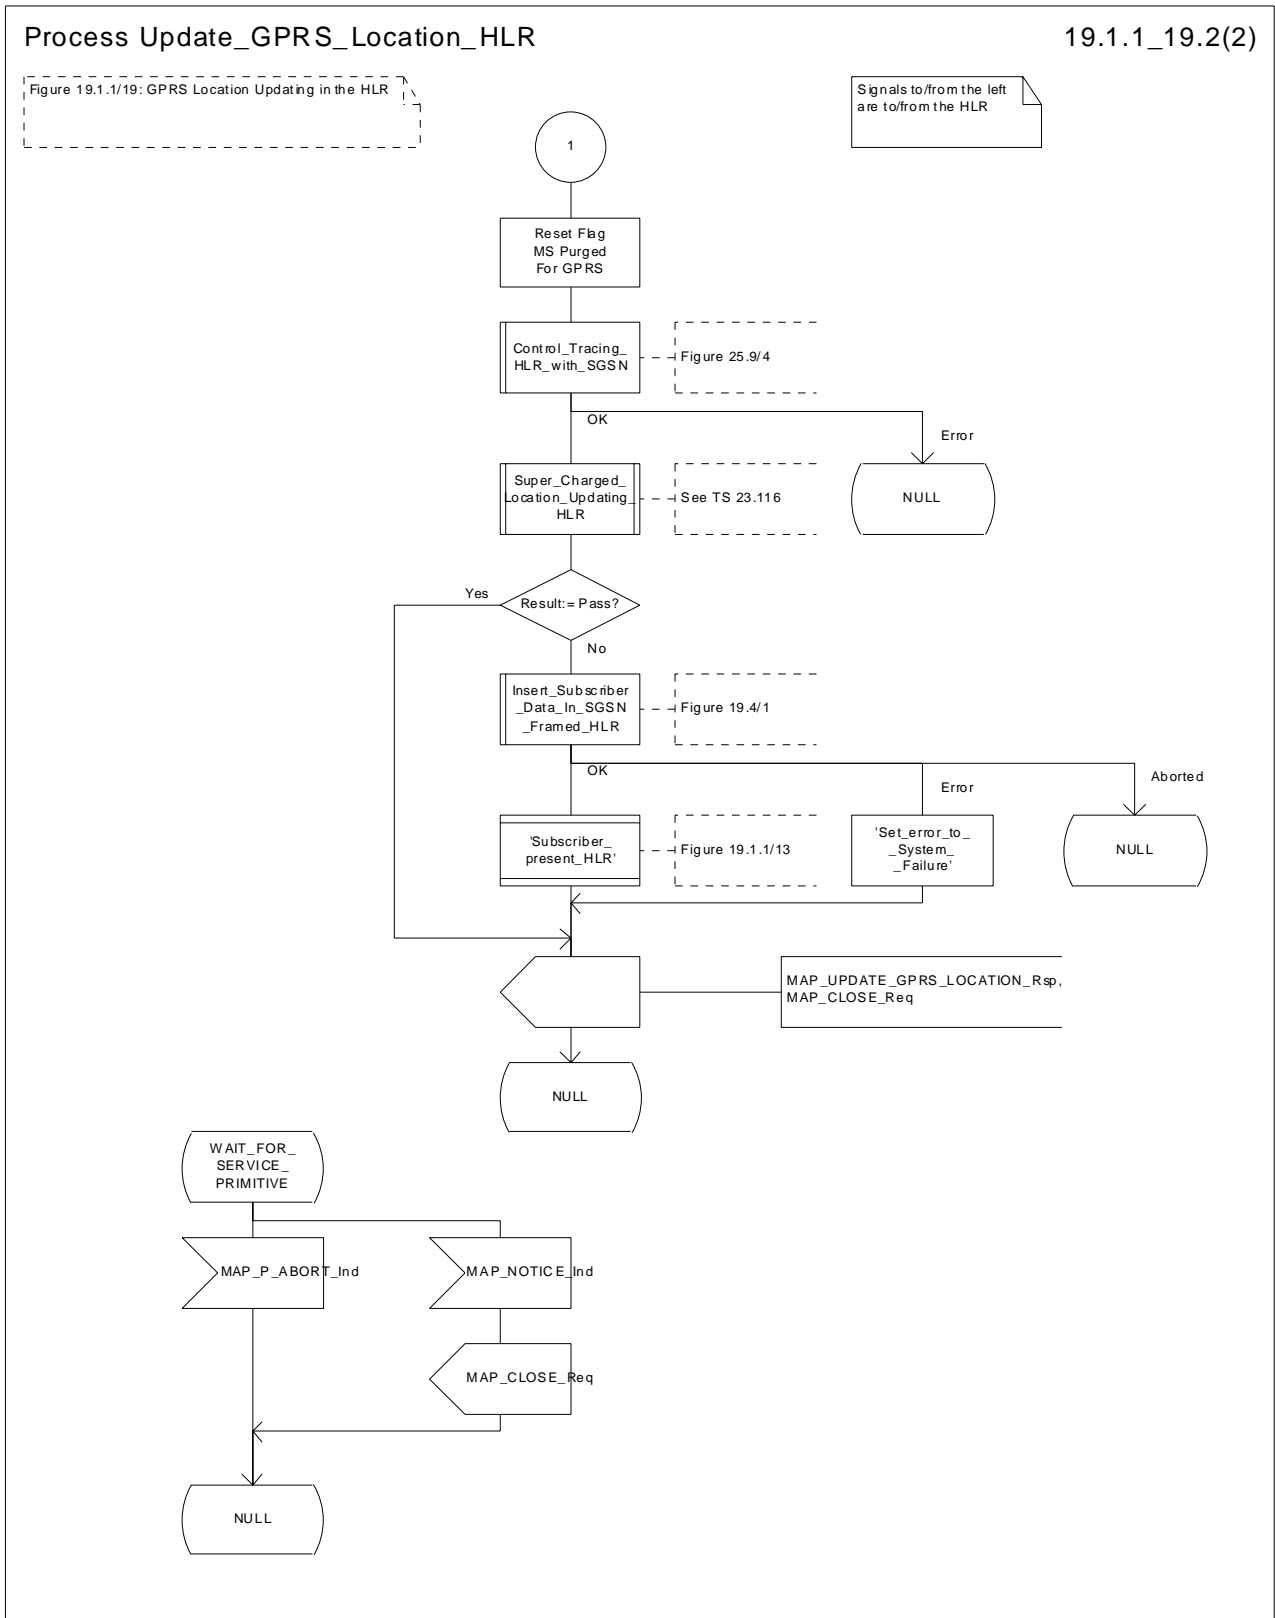 Process Update_GPRS_Location_HLR
19.1.1_19.2(2)
Figure 19.1.1/19: GPRS Location Updating in the HLR
Signals to/from the left
are to/from the HLR
1
Reset Flag
MS Purged
For GPRS
Control_Tracing_
HLR_with_SGSN
Figure 25.9/4
OK
Error
Super_Charged_
Location_Updating_
HLR
See TS 23.116
NULL
Yes
Result:= Pass?
No
Insert_Subscriber
_Data_In_SGSN
_Framed_HLR
Figure 19.4/1
OK
Error
Aborted
'Subscriber_
present_HLR'
Figure 19.1.1/13
'Set_error_to_
_System_
_Failure'
NULL
MAP_UPDATE_GPRS_LOCATION_Rsp,
MAP_CLOSE_Req
NULL
WAIT_FOR_
SERVICE_
PRIMITIVE
MAP_P_ABORT_Ind
MAP_NOTICE_Ind
MAP_CLOSE_Req
NULL